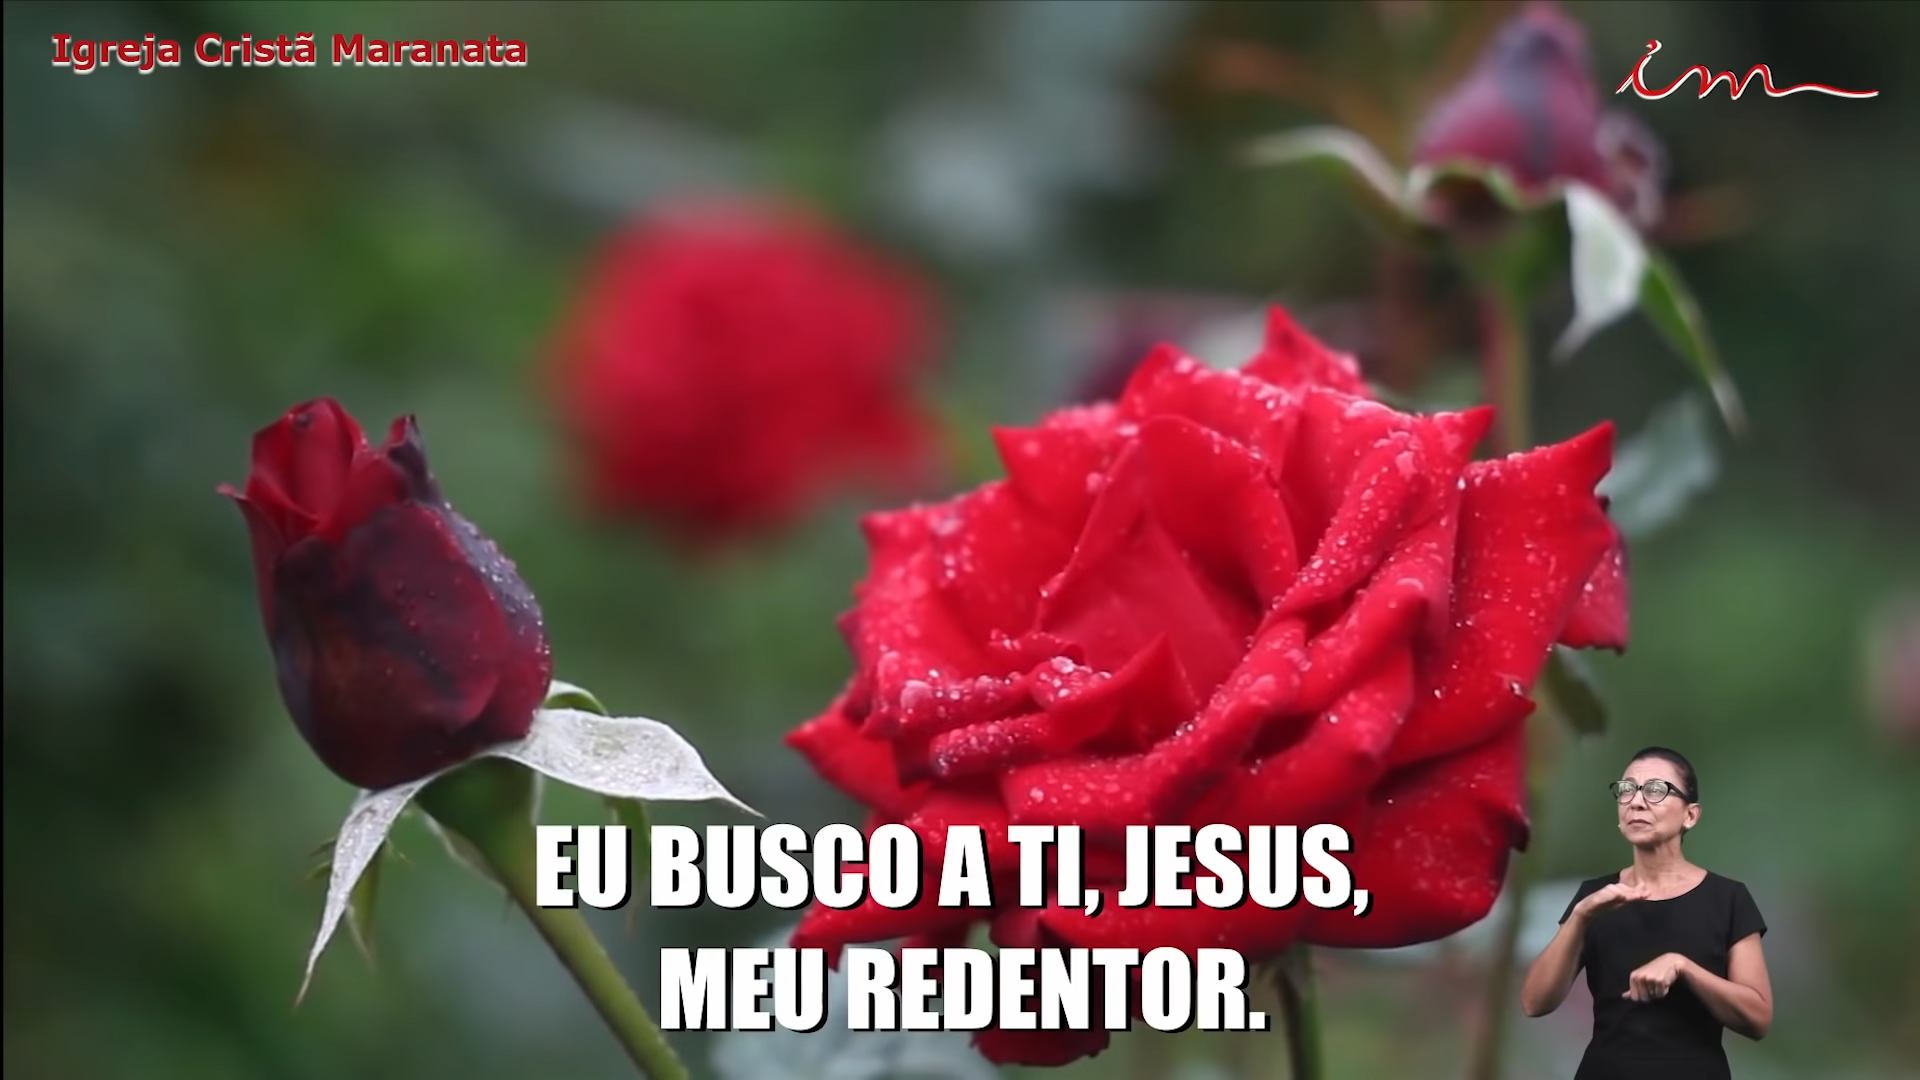 Igreja Cristã Maranata
im
EU BUSCO A TI, JESUS,
MEU REDENTOR.